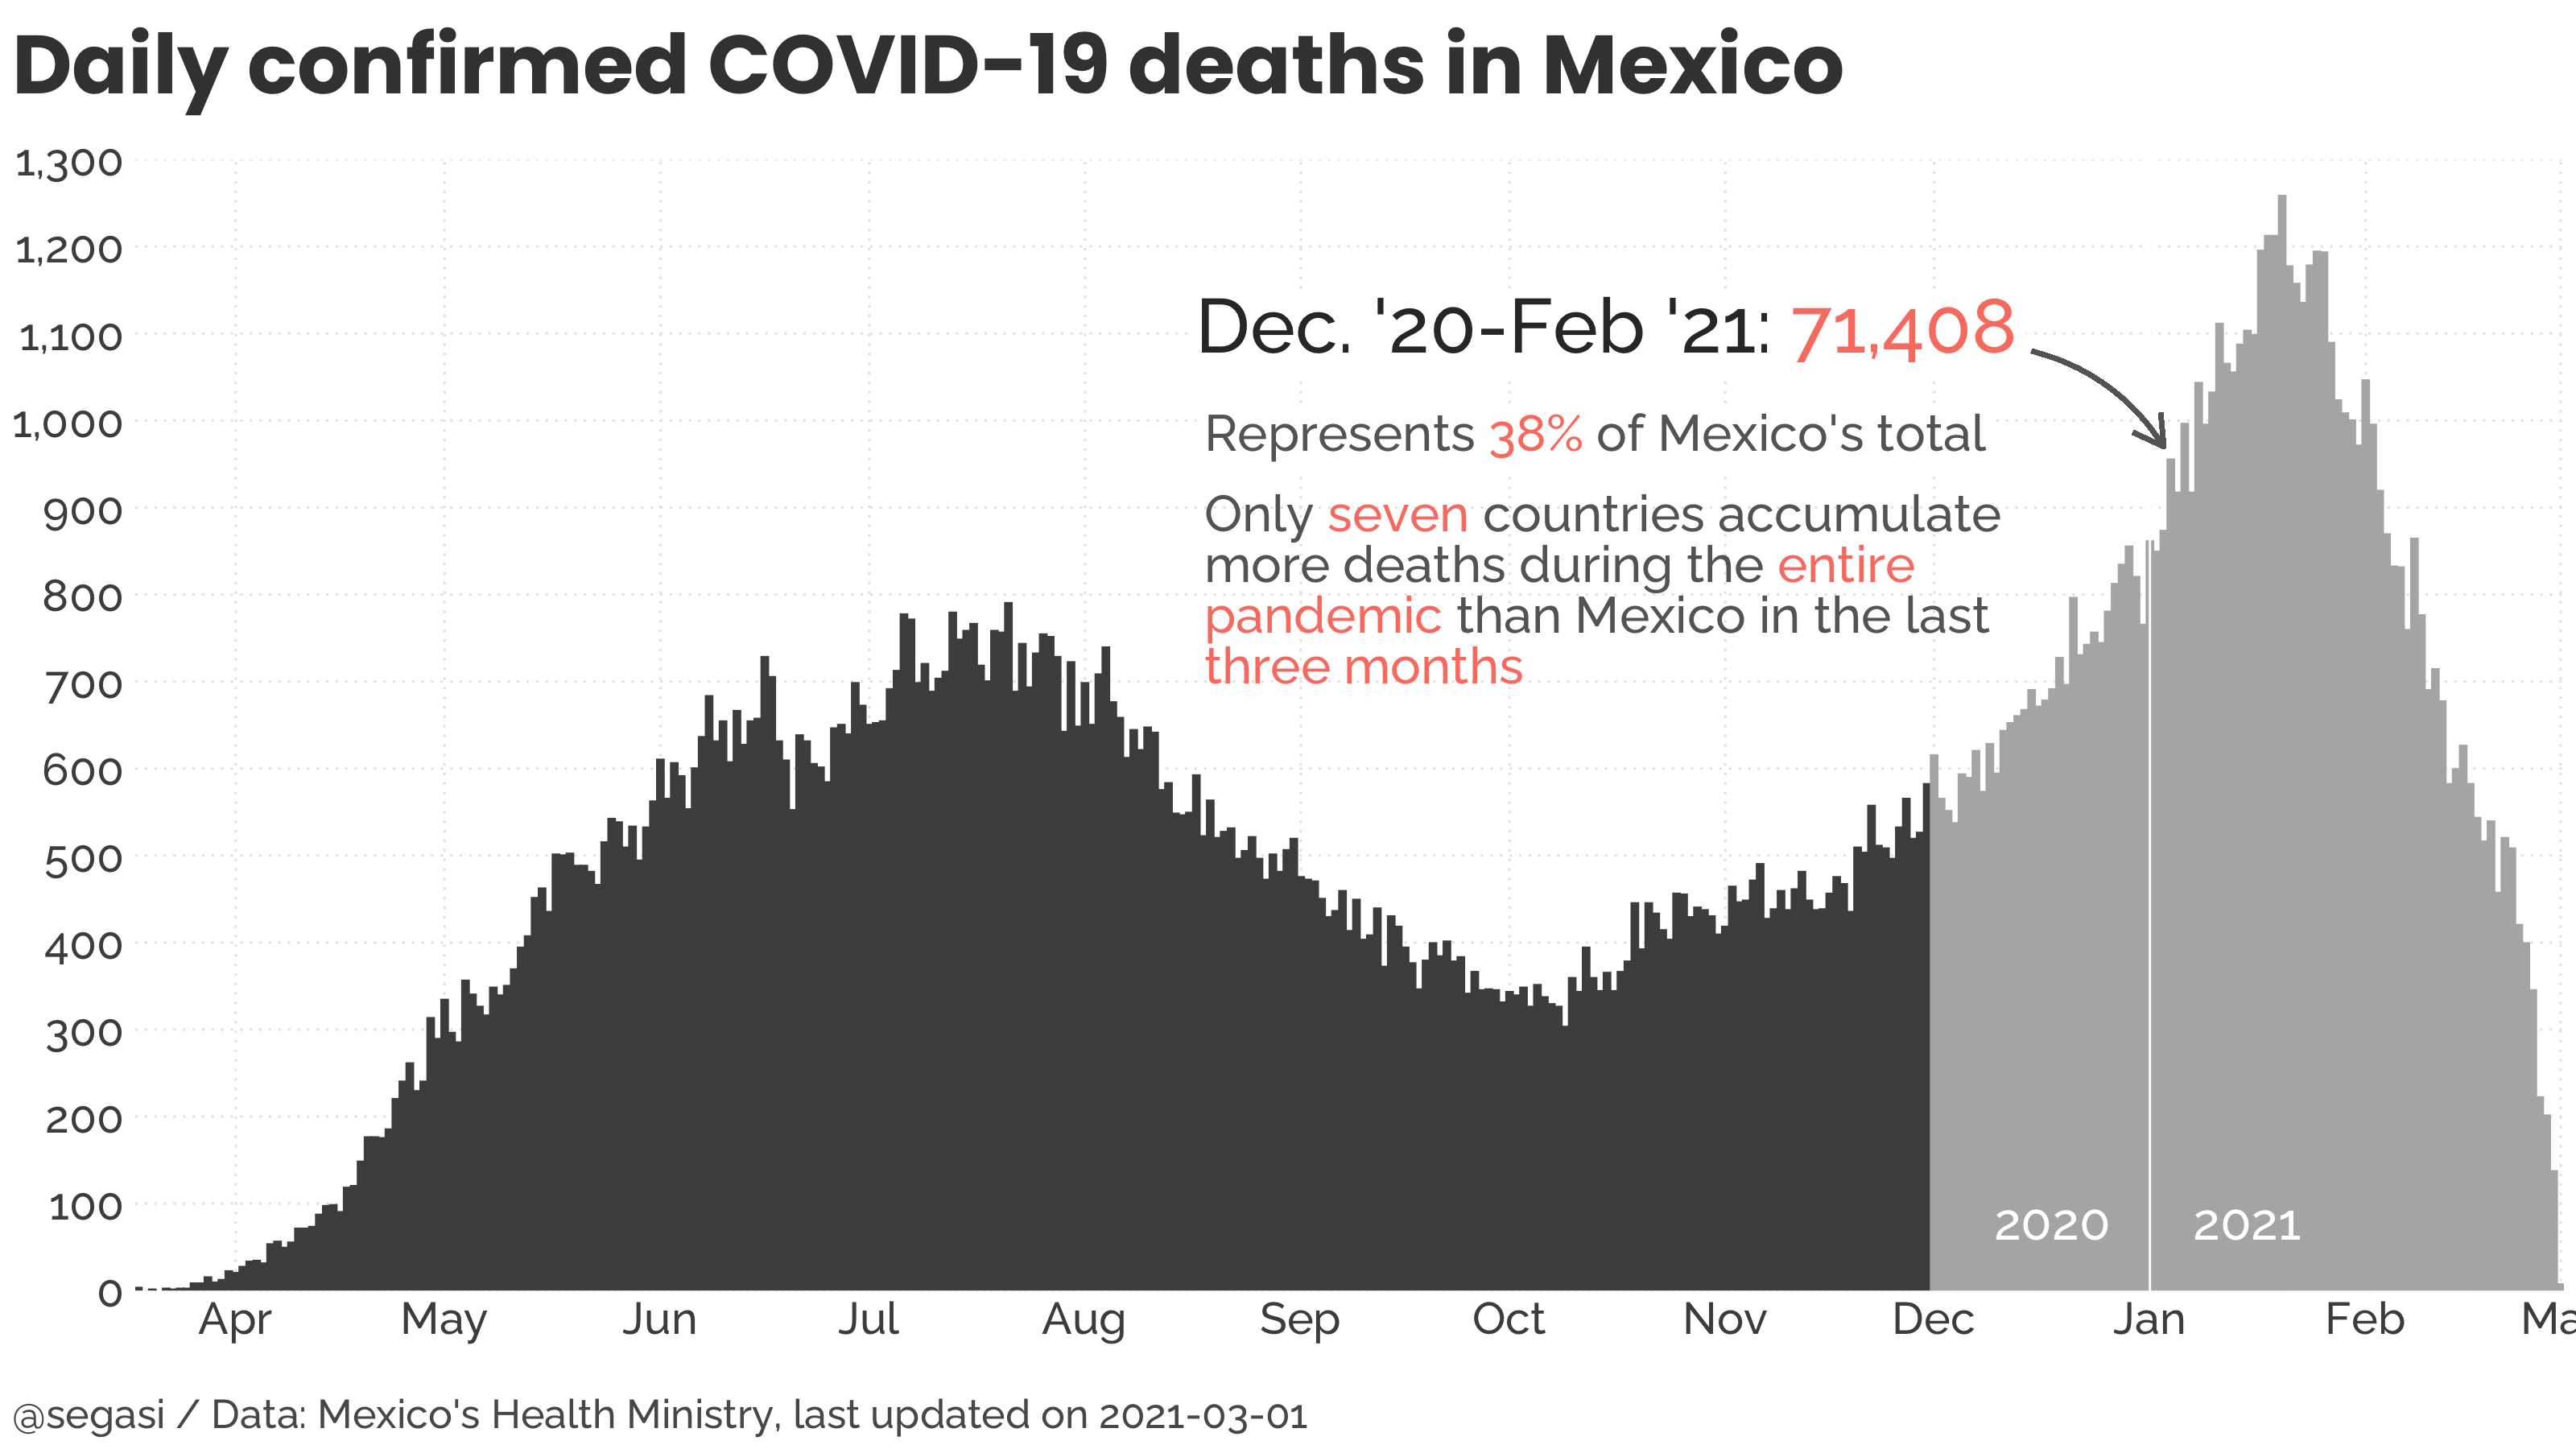 Daily confirmed COVID-19 deaths in Mexico
1,300
1,200
1,100
1,000
900
800
700
600
500
400
300
200
100
0
Dec. '20-Feb '21: 71,408
Represents 38% of Mexico's total
Only seven countries accumulate
more deaths during the entire
pandemic than Mexico in the last
three months
2020
2021
Apr May Jun Jul Aug Sep Oct Nov Dec Jan Feb Ma
@segasi / Data: Mexico's Health Ministry, last updated on 2021-03-01